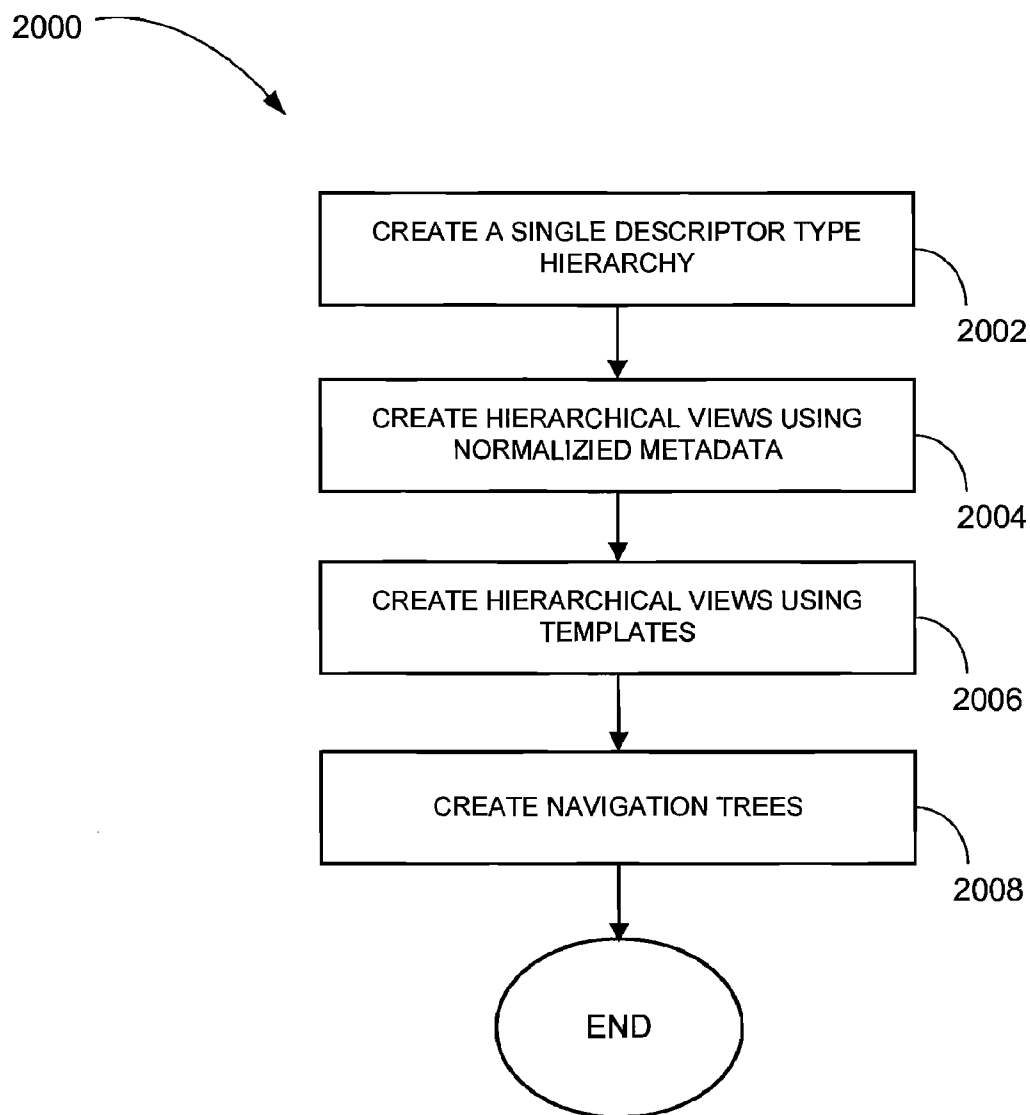 2000
CREATE A SINGLE DESCRIPTOR TYPE
HIERARCHY
2002
CREATE HIERARCHICAL VIEWS USING
NORMALIZIED METADATA
2004
CREATE HIERARCHICAL VIEWS USING
TEMPLATES
2006
CREATE NAVIGATION TREES
2008
END